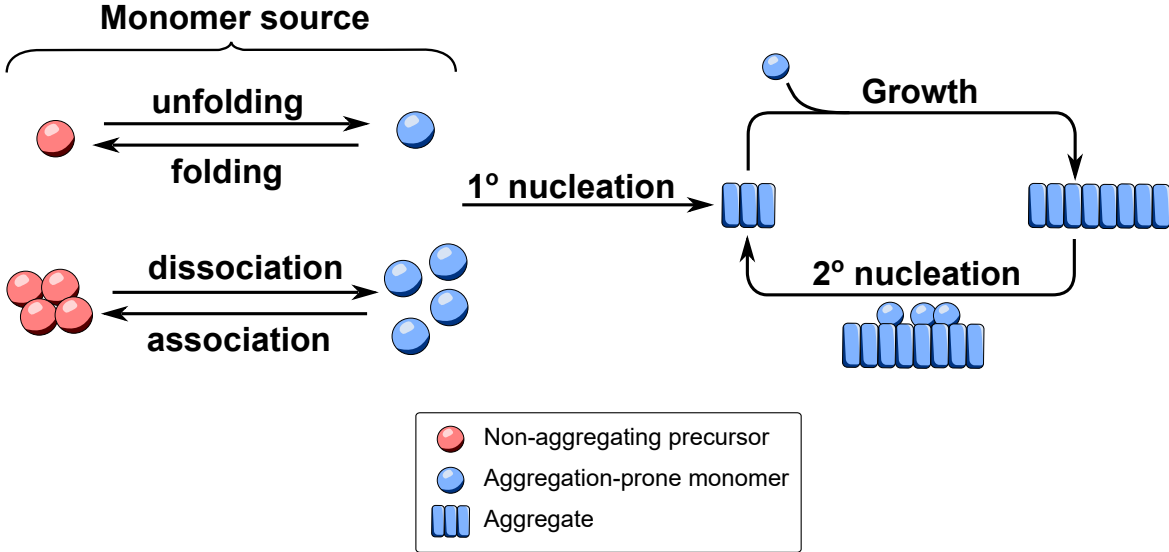 Monomer source
unfolding
folding
dissociation
association
1º nucleation
Growth
2º nucleation
Non-aggregating precursor
Aggregation-prone monomer
Aggregate